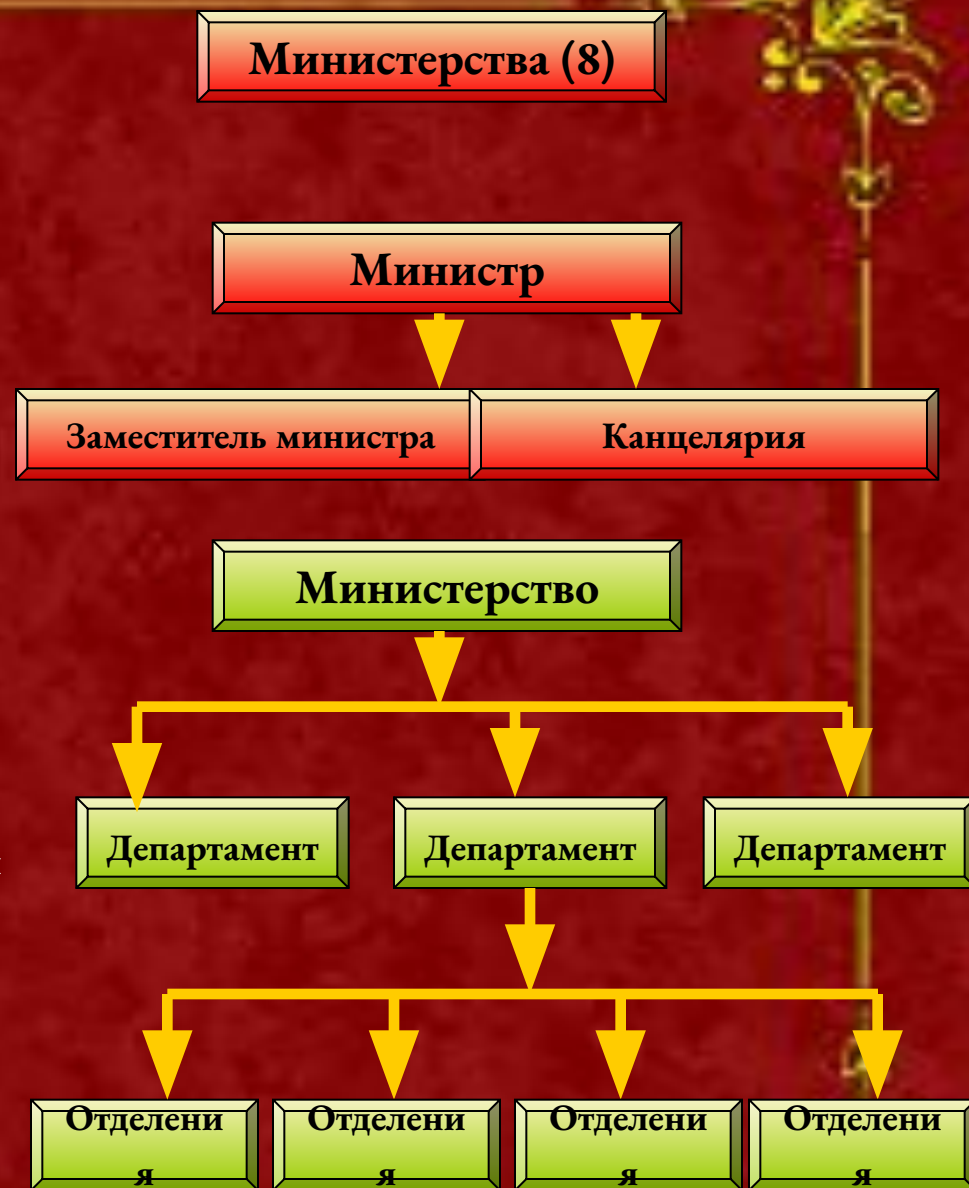 Министерства (8)
Министр
Заместитель министра
Канцелярия
Министерство
Департамент
Департамент
Департамент
Отделени
я
Отделени
я
Отделени
я
Отделени
я